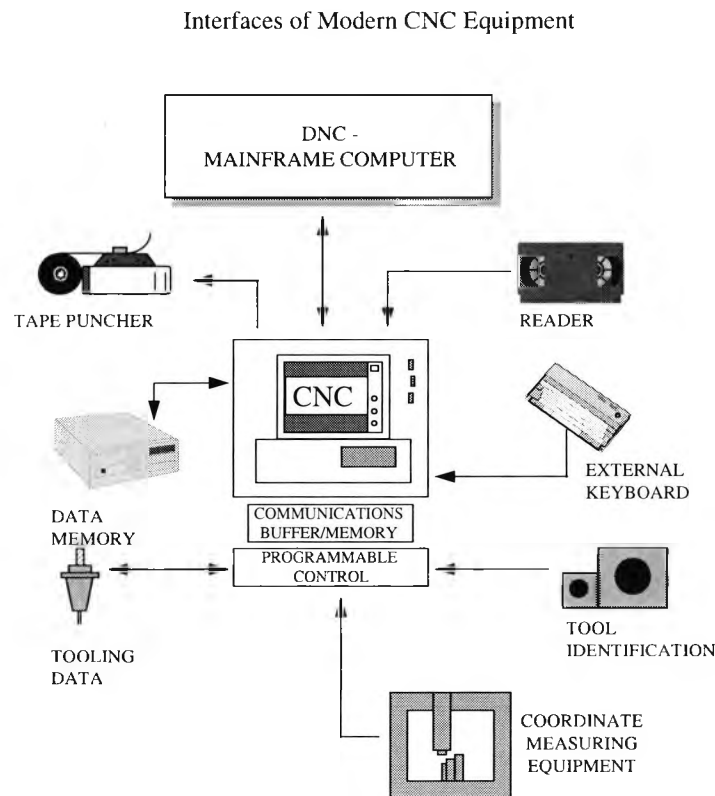 Interfaces of Modern CNC Equipment
DNC -
MAINFRAME COMPUTER
TAPE PUNCHER
READER
CNC
DATA
MEMORY
EXTERNAL
KEYBOARD
COMMUNICATIONS
BUFFER/MEMORY
PROGRAMMABLE
CONTROL
TOOLING
DATA
TOOL
IDENTIFICATION
COORDINATE
MEASURING
EQUIPMENT